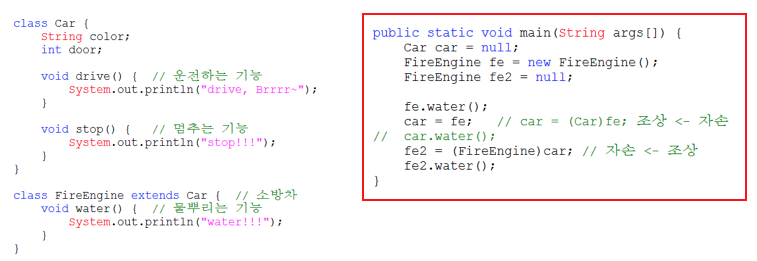 class Car {
String color;
int door;
void drive() {  // 운전하는 기능
System.out.println("drive, Brrrr~");
}
void stop() {   // 멈추는 기능
System.out.println("stop!!!");
}
}
class FireEngine extends Car {  // 소방차
void water() {  // 물뿌리는 기능
System.out.println("water!!!");
}
}
public static void main(String args[]) {
Car car = null;
FireEngine fe = new FireEngine();
FireEngine fe2 = null;
fe.water();
car = fe;   // car = (Car)fe; 조상 <- 자손
//  car.water();
fe2 = (FireEngine)car; // 자손 <- 조상
fe2.water();
}